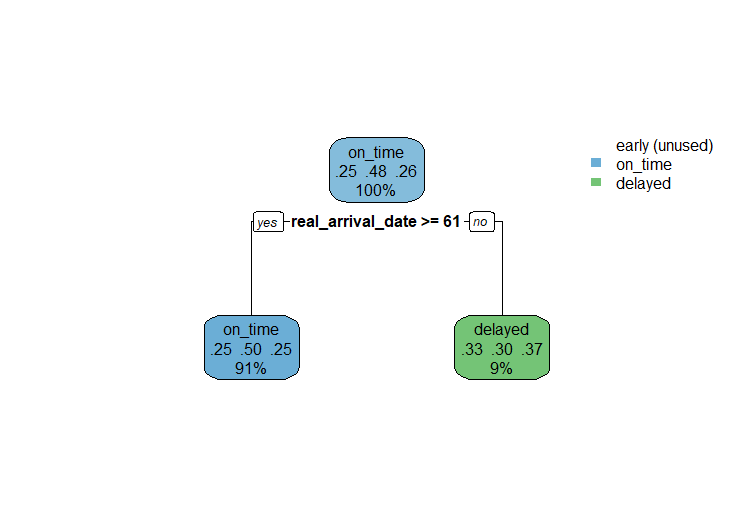 on_time
.25 .48 .26
100%
yes real_arrival_date >= 61 no
on_time
.25 .50 .25
91%
delayed
.33 .30 .37
9%
early (unused)
on_time
delayed